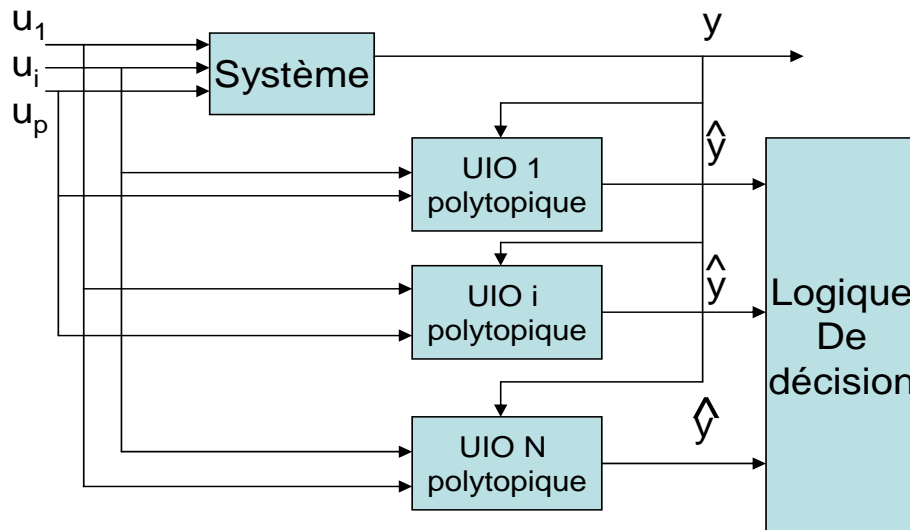 u₁
uᵢ
uₚ
Système
y
UIO 1
polytopique
ŷ
UIO i
polytopique
ŷ
UIO N
polytopique
ŷ
Logique
De
décision